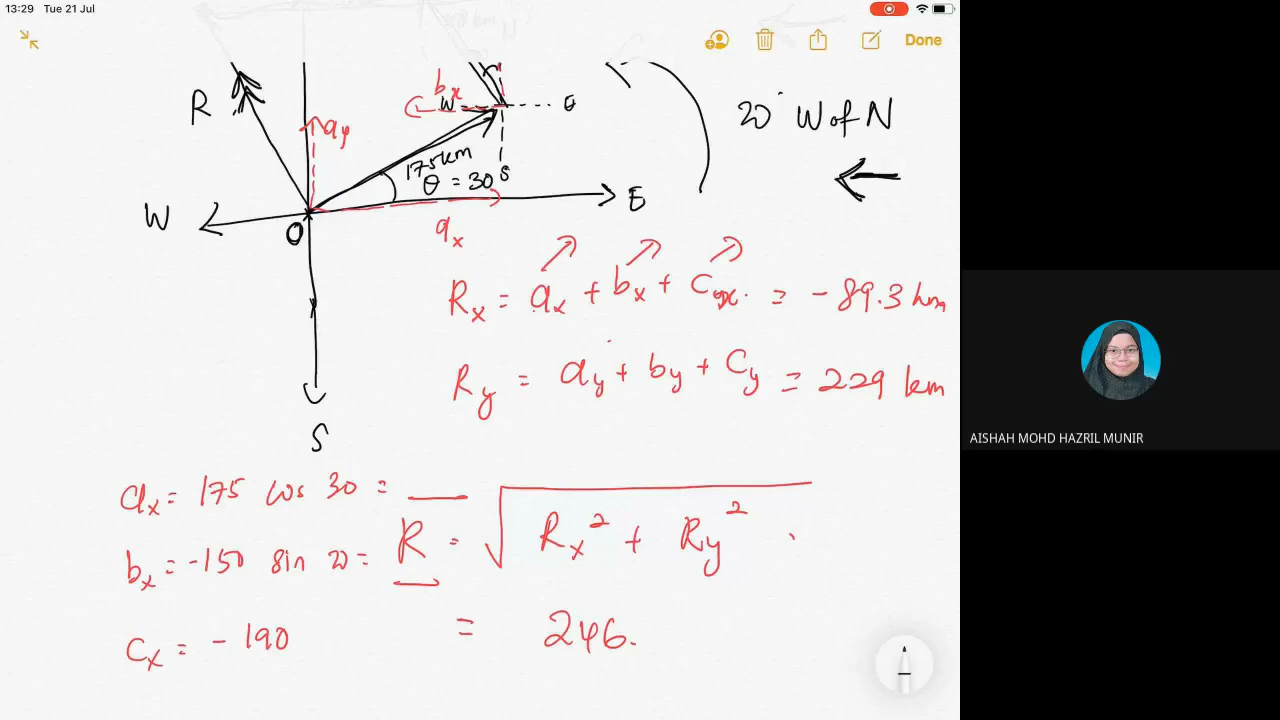 13:29 Tue 21 Jul
Done
N
R
ay
bx
W
E
20° W of N
175km
θ = 30
S
W
E
O
ax
Rx = ax + bx + cx = -89.3 km
Ry = ay + by + Cy = 229 km
S
ax = 175 cos 30 =
bx = -150 sin 20 =
R = √Rx² + Ry²
cx = -190
= 246.
AISHAH MOHD HAZRIL MUNIR